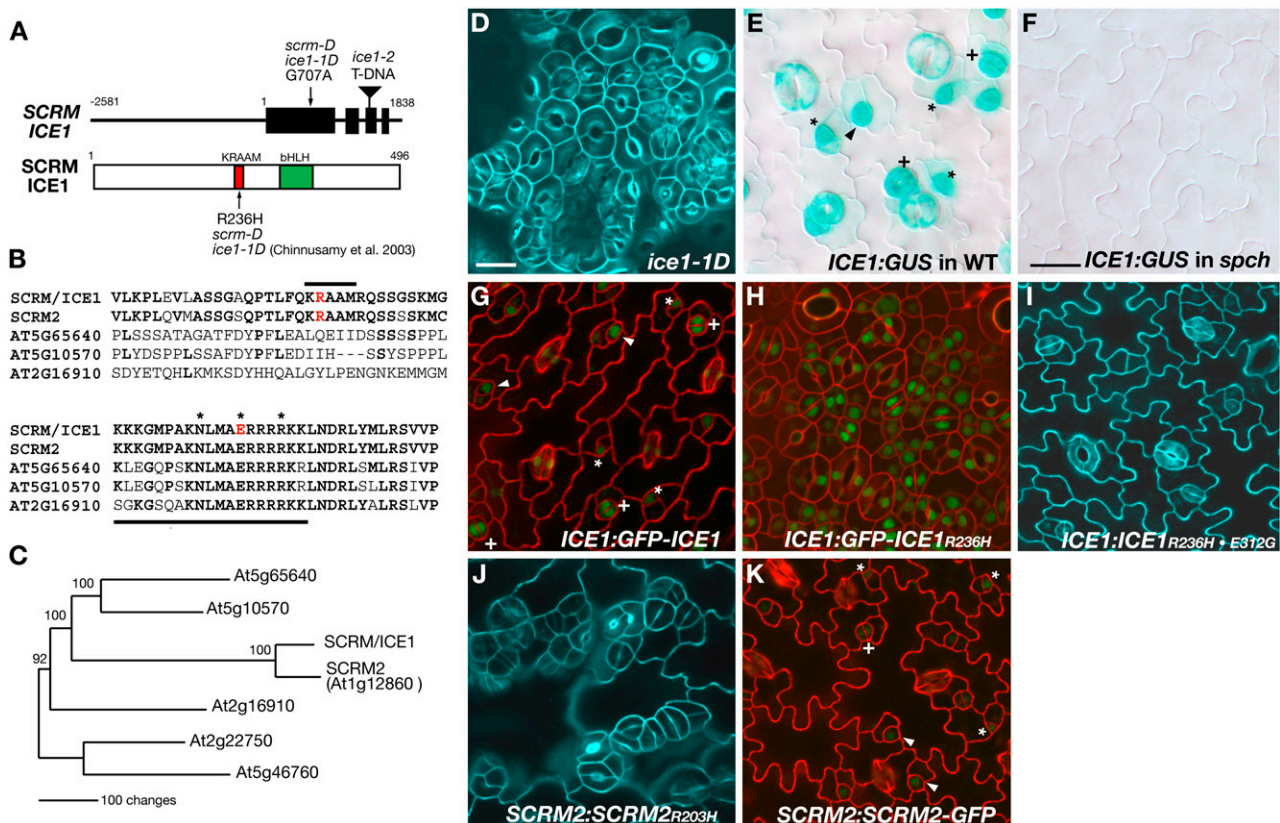 A
scrm-D
ice1-1D
G707A
ice1-2
T-DNA
-2581
1
1838
SCRM
ICE1
1
KRAAM
bHLH
496
SCRM
ICE1
R236H
scrm-D
ice1-1D (Chinnusamy et al. 2003)
B
SCRM/ICE1 VLKPLEVLASSGAQPTLFQKRAAMRQSSGSKMG
SCRM2 VLKPLQVMASSGSQPTLFQKRAAMRQSSSSKMG
AT5G65640 PLSSSATAGATFDYPFLEALQEIIDSSSSSPPL
AT5G10570 PLYDSPPLSSAFDYPFLEDIIH---SSYSPPPL
AT2G16910 SDYETQHLKMKSDYHHQALGYLPENGNKEMMGM
* * *
SCRM/ICE1 KKKGMPAKNLMAERRRRKKLNDRLYMLRSVVP
SCRM2 KKKGMPAKNLMAERRRRKKLNDRLYMLRSVVP
AT5G65640 KLEGQPSKNLMAERRRRKRLNDRLSMLRSIVP
AT5G10570 KLEGQPSKNLMAERRRRKRLNDRLSLLRSIVP
AT2G16910 SGKGSQAKNLMAERRRRKKLNDRLYALRSLVP
C
100
At5g65640
100
At5g10570
SCRM/ICE1
100
92
SCRM2
(At1g12860 )
At2g16910
At2g22750
At5g46760
100 changes
D
ice1-1D
E
+
*
*
*
+
ICE1:GUS in WT
F
ICE1:GUS in spch
G
*
+
*
+
*
+
ICE1:GFP-ICE1
H
ICE1:GFP-ICE1R236H
I
ICE1:ICE1R236H • E312G
J
SCRM2:SCRM2R203H
K
*
*
+
*
SCRM2:SCRM2-GFP